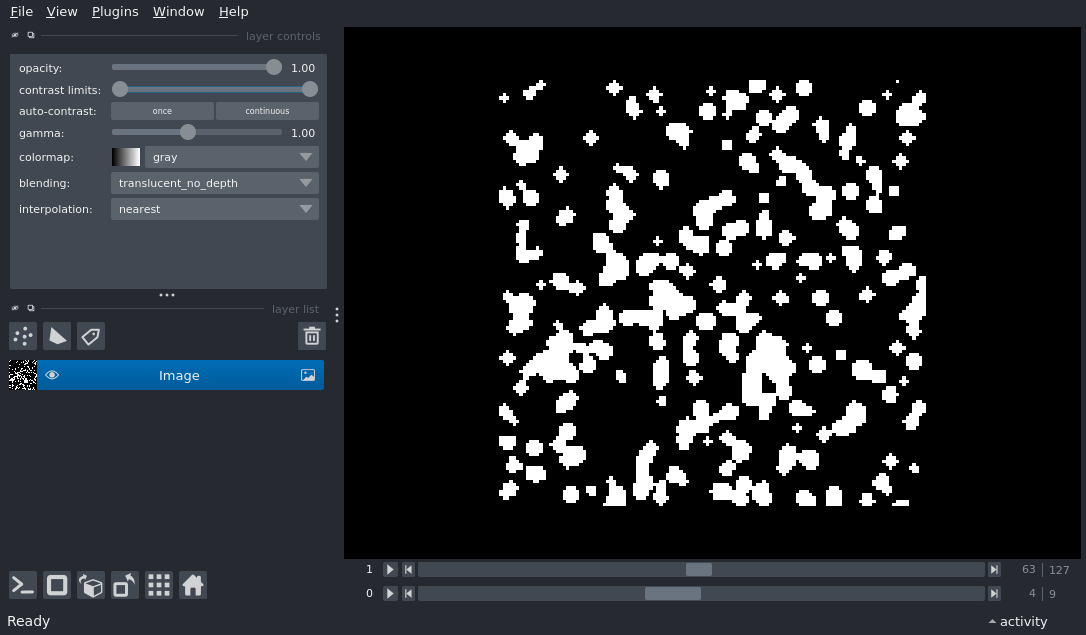 File View Plugins Window Help
layer controls
opacity: 1.00
contrast limits:
auto-contrast: once continuous
gamma: 1.00
colormap: gray
blending: translucent_no_depth
interpolation: nearest
layer list
Image
1 63 127
0 4 9
Ready activity